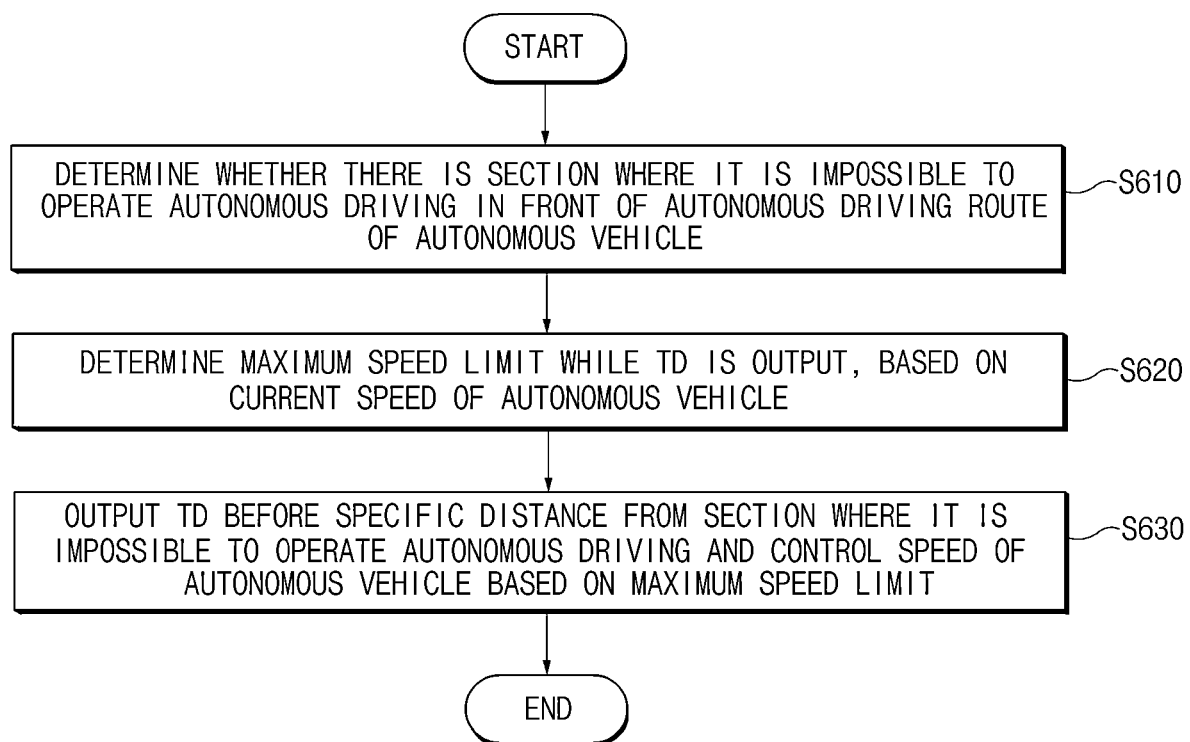 START
DETERMINE WHETHER THERE IS SECTION WHERE IT IS IMPOSSIBLE TO
OPERATE AUTONOMOUS DRIVING IN FRONT OF AUTONOMOUS DRIVING ROUTE
OF AUTONOMOUS VEHICLE
S610
DETERMINE MAXIMUM SPEED LIMIT WHILE TD IS OUTPUT, BASED ON
CURRENT SPEED OF AUTONOMOUS VEHICLE
S620
OUTPUT TD BEFORE SPECIFIC DISTANCE FROM SECTION WHERE IT IS
IMPOSSIBLE TO OPERATE AUTONOMOUS DRIVING AND CONTROL SPEED OF
AUTONOMOUS VEHICLE BASED ON MAXIMUM SPEED LIMIT
S630
END